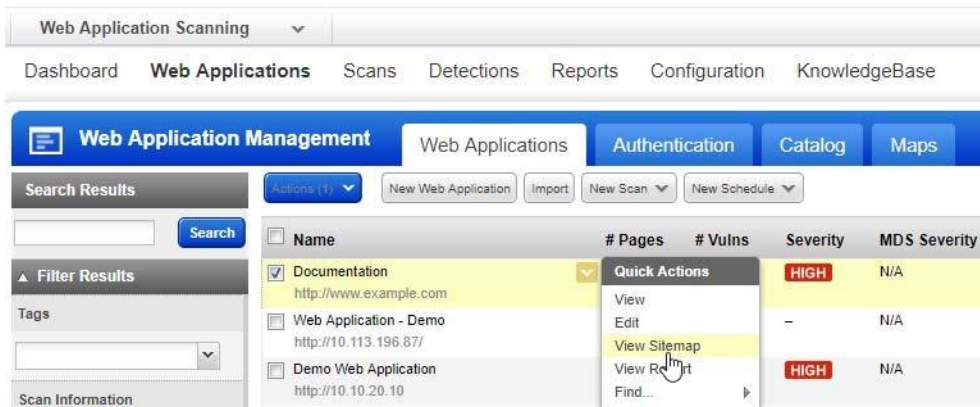 Web Application Scanning
Dashboard Web Applications Scans Detections Reports Configuration KnowledgeBase
Web Application Management Web Applications Authentication Catalog Maps
Search Results Actions (1) New Web Application Import New Scan New Schedule
Search
Name # Pages # Vulns Severity MDS Severity
Filter Results
Documentation Quick Actions HIGH N/A
http://www.example.com View
Tags
Web Application - Demo Edit – N/A
http://10.113.196.87/ View Sitemap
Demo Web Application View HIGH N/A
http://10.10.20.10 Find...
Scan Information